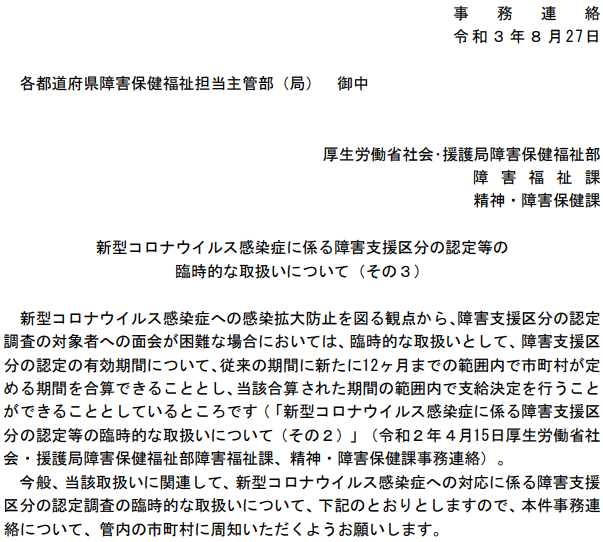 事務連絡
令和３年８月27日
各都道府県障害保健福祉担当主管部（局）　御中
厚生労働省社会・援護局障害保健福祉部
障害福祉課
精神・障害保健課
新型コロナウイルス感染症に係る障害支援区分の認定等の
臨時的な取扱いについて（その３）
新型コロナウイルス感染症への感染拡大防止を図る観点から、障害支援区分の認定
調査の対象者への面会が困難な場合においては、臨時的な取扱いとして、障害支援区
分の認定の有効期間について、従来の期間に新たに12ヶ月までの範囲内で市町村が定
める期間を合算できることとし、当該合算された期間の範囲内で支給決定を行うこと
ができることとしているところです（「新型コロナウイルス感染症に係る障害支援区
分の認定等の臨時的な取扱いについて（その２）」（令和２年４月15日厚生労働省社
会・援護局障害保健福祉部障害福祉課、精神・障害保健課事務連絡）。
今般、当該取扱いに関連して、新型コロナウイルス感染症への対応に係る障害支援
区分の認定調査の臨時的な取扱いについて、下記のとおりとしますので、本件事務連
絡について、管内の市町村に周知いただくようお願いします。